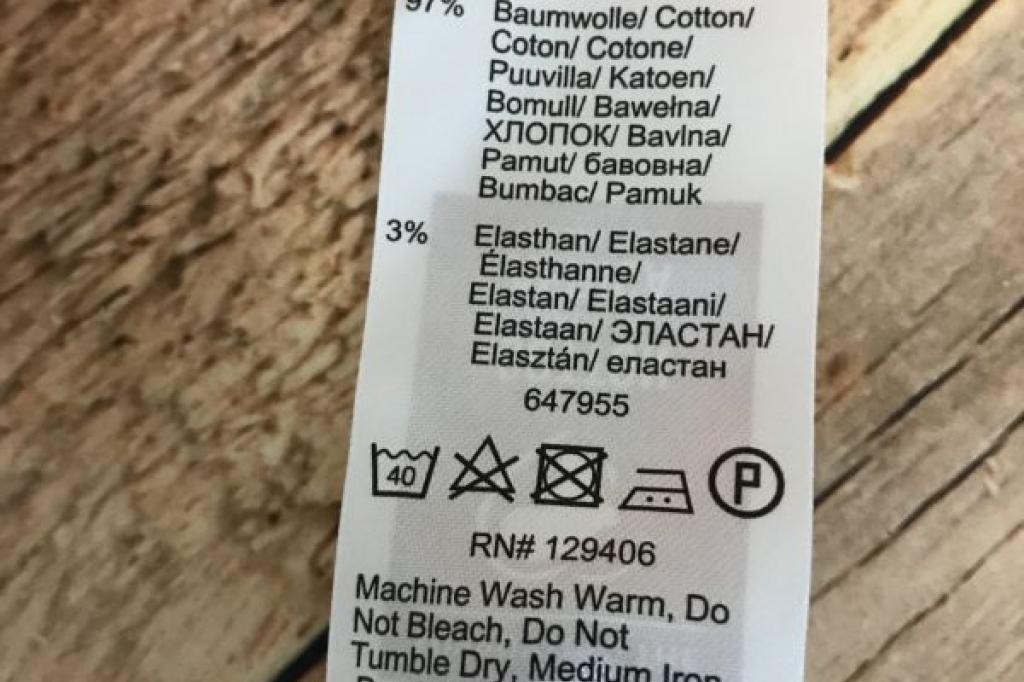 97% Baumwolle/ Cotton/
Coton/ Cotone/
Puuvilla/ Katoen/
Bomull/ Bawełna/
ХЛОПОК/ Bavlna/
Pamut/ бавовна/
Bumbac/ Pamuk
3% Elasthan/ Elastane/
Élasthanne/
Elastan/ Elastaani/
Elastaan/ ЭЛАСТАН/
Elasztán/ еластан
647955
40
P
RN# 129406
Machine Wash Warm, Do
Not Bleach, Do Not
Tumble Dry, Medium Iron